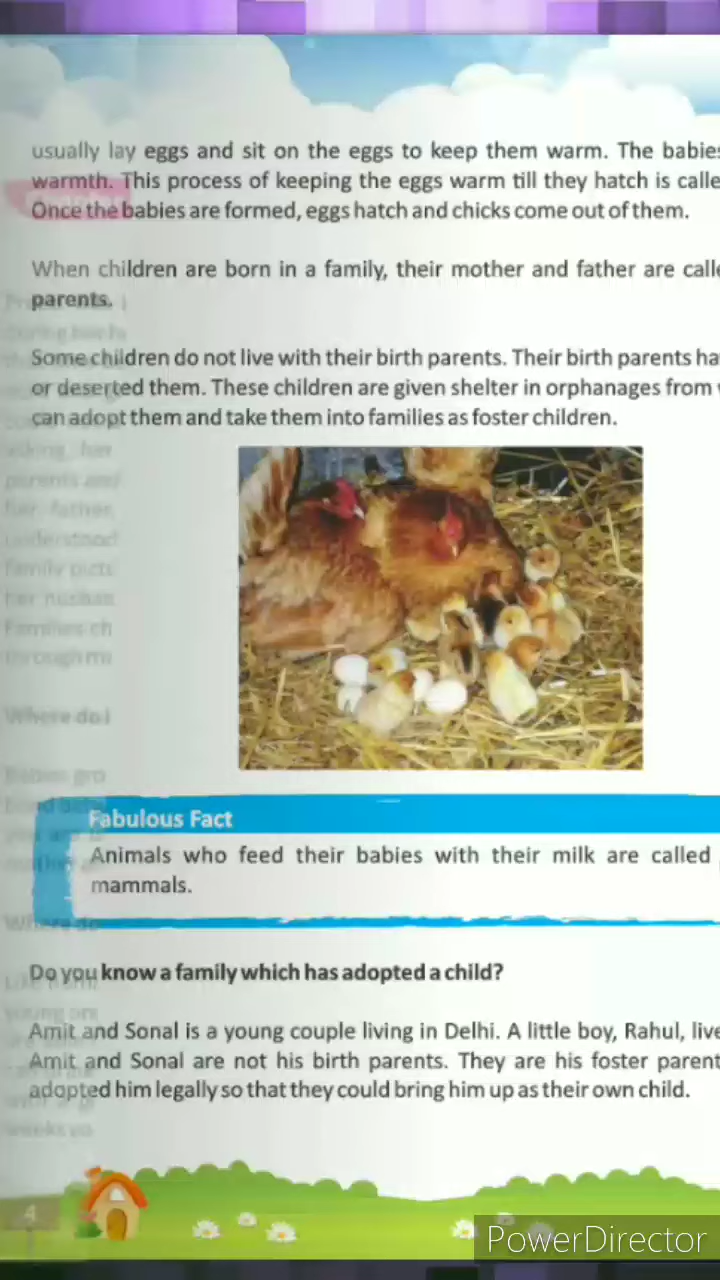 usually lay eggs and sit on the eggs to keep them warm. The babies
warmth. This process of keeping the eggs warm till they hatch is calle
Once the babies are formed, eggs hatch and chicks come out of them.
When children are born in a family, their mother and father are calle
parents.
Some children do not live with their birth parents. Their birth parents ha
or deserted them. These children are given shelter in orphanages from
can adopt them and take them into families as foster children.
Fabulous Fact
Animals who feed their babies with their milk are called
mammals.
Do you know a family which has adopted a child?
Amit and Sonal is a young couple living in Delhi. A little boy, Rahul, live
Amit and Sonal are not his birth parents. They are his foster parent
adopted him legally so that they could bring him up as their own child.
4
PowerDirector